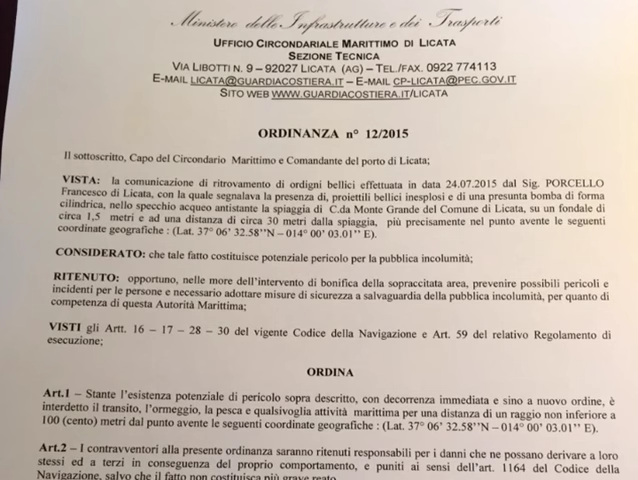 Ministero delle Infrastrutture e dei Trasporti
UFFICIO CIRCONDARIALE MARITTIMO DI LICATA
SEZIONE TECNICA
VIA LIBOTTI N. 9 – 92027 LICATA (AG) – TEL./FAX. 0922 774113
E-MAIL LICATA@GUARDIACOSTIERA.IT – E-MAIL CP-LICATA@PEC.GOV.IT
SITO WEB WWW.GUARDIACOSTIERA.IT/LICATA
ORDINANZA n° 12/2015
Il sottoscritto, Capo del Circondario Marittimo e Comandante del porto di Licata;
VISTA: la comunicazione di ritrovamento di ordigni bellici effettuata in data 24.07.2015 dal Sig. PORCELLO
Francesco di Licata, con la quale segnalava la presenza di, proiettili bellici inesplosi e di una presunta bomba di forma
cilindrica, nello specchio acqueo antistante la spiaggia di C.da Monte Grande del Comune di Licata, su un fondale di
circa 1,5 metri e ad una distanza di circa 30 metri dalla spiaggia, più precisamente nel punto avente le seguenti
coordinate geografiche : (Lat. 37° 06' 32.58''N – 014° 00' 03.01'' E).
CONSIDERATO: che tale fatto costituisce potenziale pericolo per la pubblica incolumità;
RITENUTO: opportuno, nelle more dell'intervento di bonifica della sopraccitata area, prevenire possibili pericoli e
incidenti per le persone e necessario adottare misure di sicurezza a salvaguardia della pubblica incolumità, per quanto di
competenza di questa Autorità Marittima;
VISTI gli Artt. 16 – 17 – 28 – 30 del vigente Codice della Navigazione e Art. 59 del relativo Regolamento di
esecuzione;
ORDINA
Art.1 – Stante l'esistenza potenziale di pericolo sopra descritto, con decorrenza immediata e sino a nuovo ordine, è
interdetto il transito, l'ormeggio, la pesca e qualsivoglia attività marittima per una distanza di un raggio non inferiore a
100 (cento) metri dal punto avente le seguenti coordinate geografiche : (Lat. 37° 06' 32.58''N – 014° 00' 03.01'' E).
Art.2 – I contravventori alla presente ordinanza saranno ritenuti responsabili per i danni che ne possano derivare a loro
stessi ed a terzi in conseguenza del proprio comportamento, e puniti ai sensi dell'art. 1164 del Codice della
Navigazione, salvo che il fatto non costituisca più grave reato.